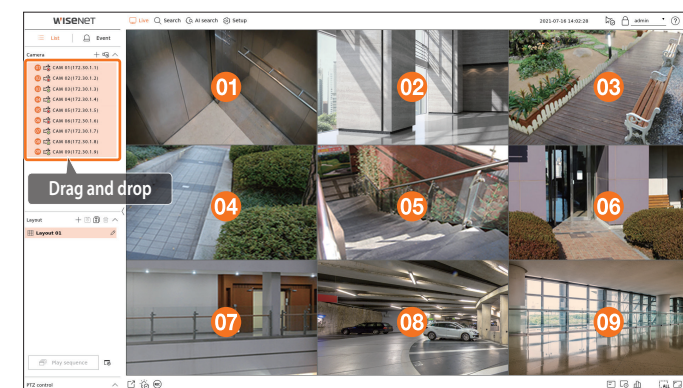 WISENET
Live Search AI search Setup
2021-07-16 14:02:28 admin
List Event
Camera
CAM 01(172.30.1.1)
CAM 02(172.30.1.2)
CAM 03(172.30.1.3)
CAM 04(172.30.1.4)
CAM 05(172.30.1.5)
CAM 06(172.30.1.6)
CAM 07(172.30.1.7)
CAM 08(172.30.1.8)
CAM 09(172.30.1.9)
Drag and drop
Layout
Layout 01
Play sequence
PTZ control
01 02 03
04 05 06
07 08 09
ALL